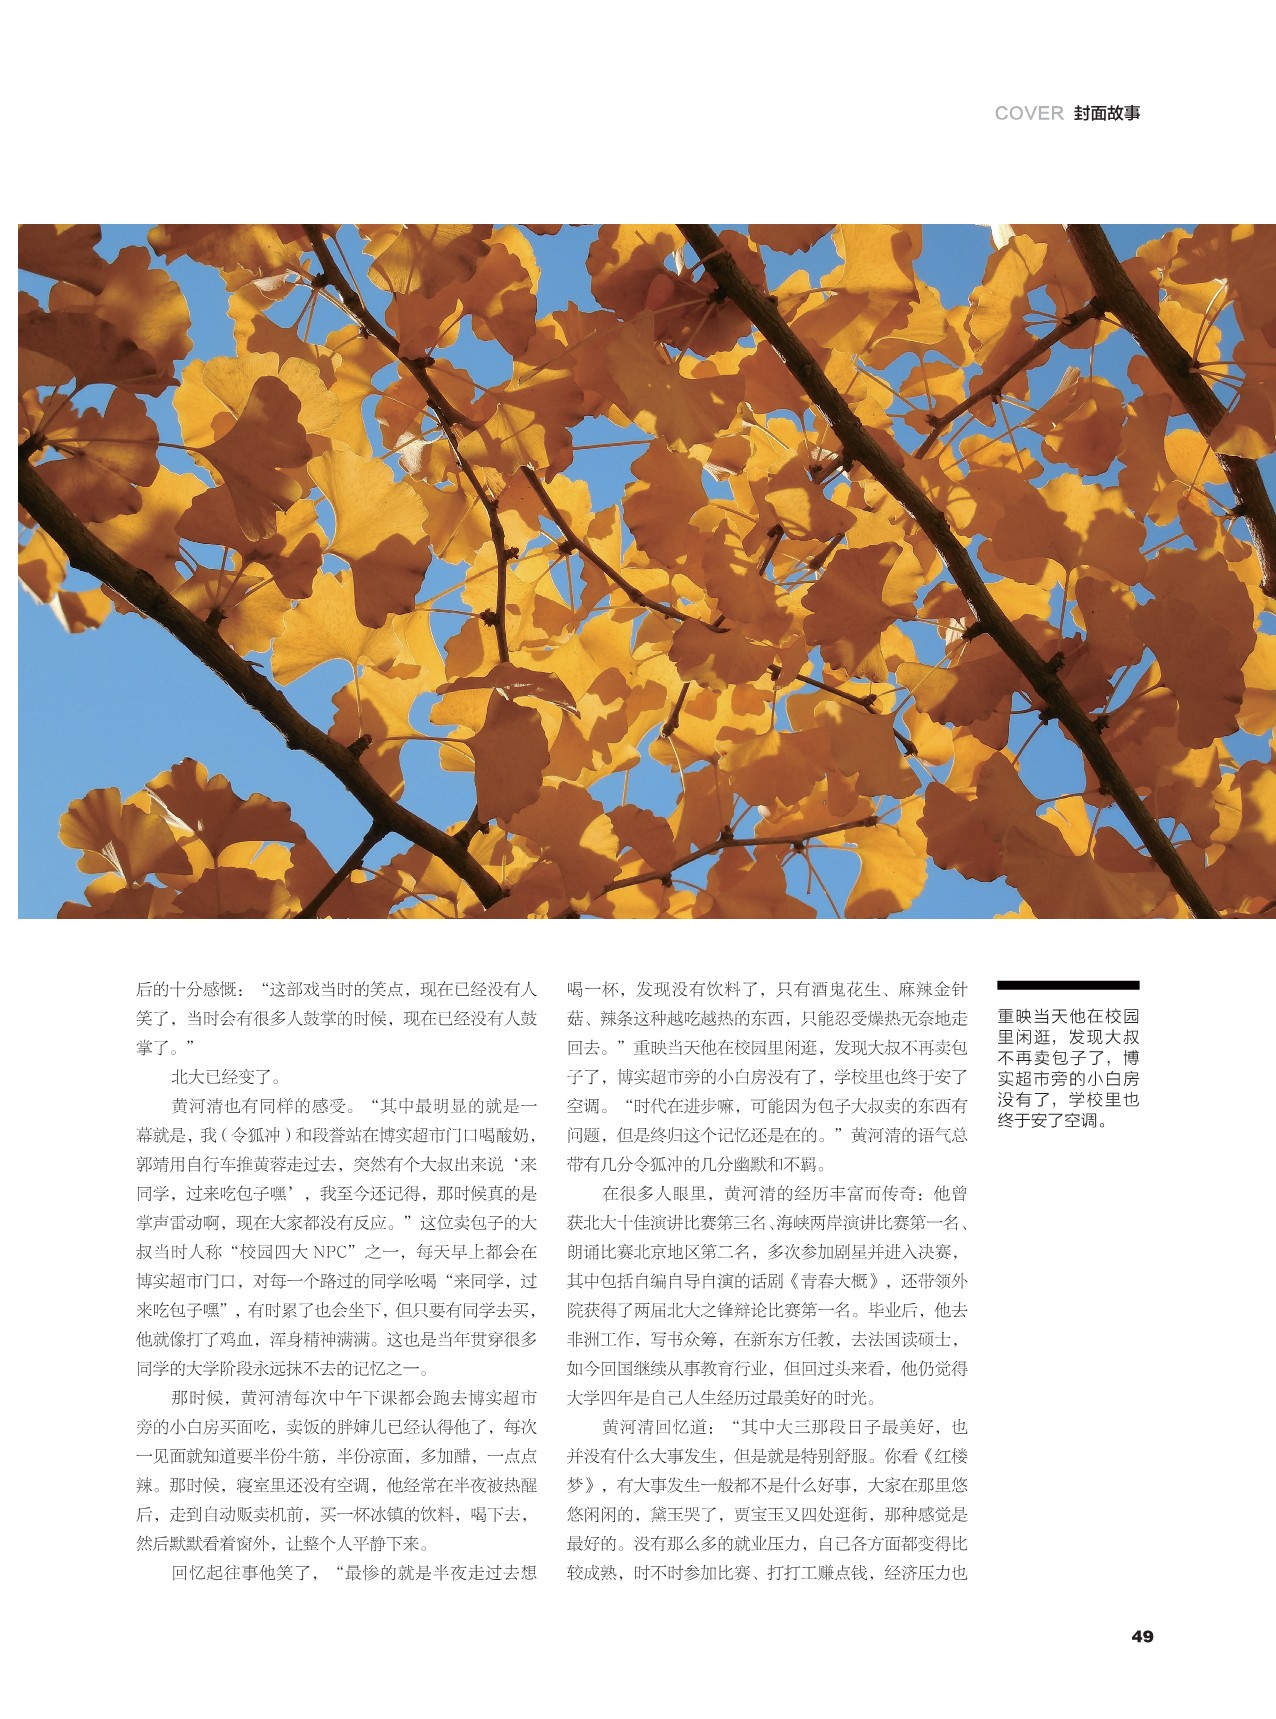 COVER 封面故事
后的十分感慨：“这部戏当时的笑点，现在已经没有人
笑了，当时会有很多人鼓掌的时候，现在已经没有人鼓
掌了。”
北大已经变了。
黄河清也有同样的感受。“其中最明显的就是一
幕就是，我（令狐冲）和段誉站在博实超市门口喝酸奶，
郭靖用自行车推黄蓉走过去，突然有个大叔出来说‘来
同学，过来吃包子嘿’，我至今还记得，那时候真的是
掌声雷动啊，现在大家都没有反应。”这位卖包子的大
叔当时人称“校园四大 NPC”之一，每天早上都会在
博实超市门口，对每一个路过的同学吆喝“来同学，过
来吃包子嘿”，有时累了也会坐下，但只要有同学去买，
他就像打了鸡血，浑身精神满满。这也是当年贯穿很多
同学的大学阶段永远抹不去的记忆之一。
那时候，黄河清每次中午下课都会跑去博实超市
旁的小白房买面吃，卖饭的胖婶儿已经认得他了，每次
一见面就知道要半份牛筋，半份凉面，多加醋，一点点
辣。那时候，寝室里还没有空调，他经常在半夜被热醒
后，走到自动贩卖机前，买一杯冰镇的饮料，喝下去，
然后默默看着窗外，让整个人平静下来。
回忆起往事他笑了，“最惨的就是半夜走过去想
喝一杯，发现没有饮料了，只有酒鬼花生、麻辣金针
菇、辣条这种越吃越热的东西，只能忍受燥热无奈地走
回去。”重映当天他在校园里闲逛，发现大叔不再卖包
子了，博实超市旁的小白房没有了，学校里也终于安了
空调。“时代在进步嘛，可能因为包子大叔卖的东西有
问题，但是终归这个记忆还是在的。”黄河清的语气总
带有几分令狐冲的几分幽默和不羁。
在很多人眼里，黄河清的经历丰富而传奇：他曾
获北大十佳演讲比赛第三名、海峡两岸演讲比赛第一名、
朗诵比赛北京地区第二名，多次参加剧星并进入决赛，
其中包括自编自导自演的话剧《青春大概》，还带领外
院获得了两届北大之锋辩论比赛第一名。毕业后，他去
非洲工作，写书众筹，在新东方任教，去法国读硕士，
如今回国继续从事教育行业，但回过头来看，他仍觉得
大学四年是自己人生经历过最美好的时光。
黄河清回忆道：“其中大三那段日子最美好，也
并没有什么大事发生，但是就是特别舒服。你看《红楼
梦》，有大事发生一般都不是什么好事，大家在那里悠
悠闲闲的，黛玉哭了，贾宝玉又四处逛街，那种感觉是
最好的。没有那么多的就业压力，自己各方面都变得比
较成熟，时不时参加比赛、打打工赚点钱，经济压力也
重映当天他在校园
里闲逛，发现大叔
不再卖包子了，博
实超市旁的小白房
没有了，学校里也
终于安了空调。
49